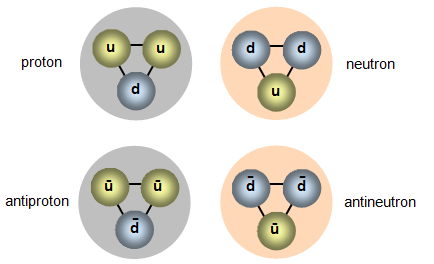 u u
proton
d
d d
neutron
u
ū ū
antiproton
d̄
d̄ d̄
antineutron
ū